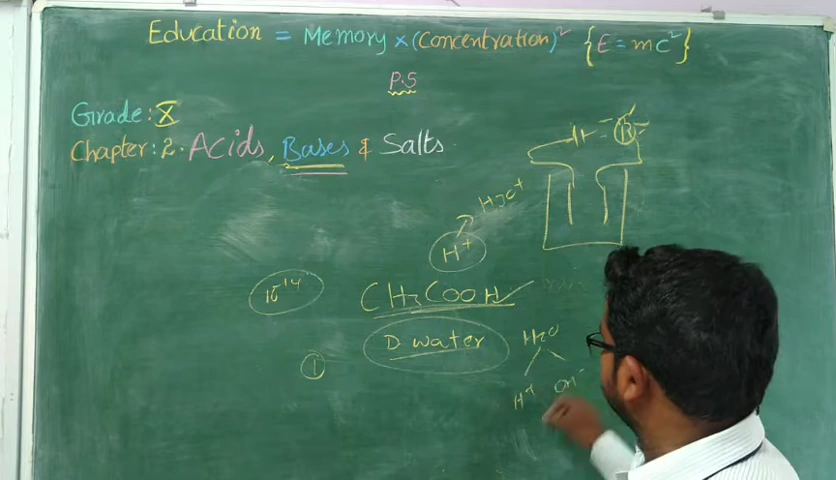 Education = Memory × (Concentration)² {E = mc²}
P.5
Grade: X
Chapter: 2. Acids, Bases & Salts
B
H3O+
H+
10^14
CH3COOH
D. water
H2O
1
H+ OH-